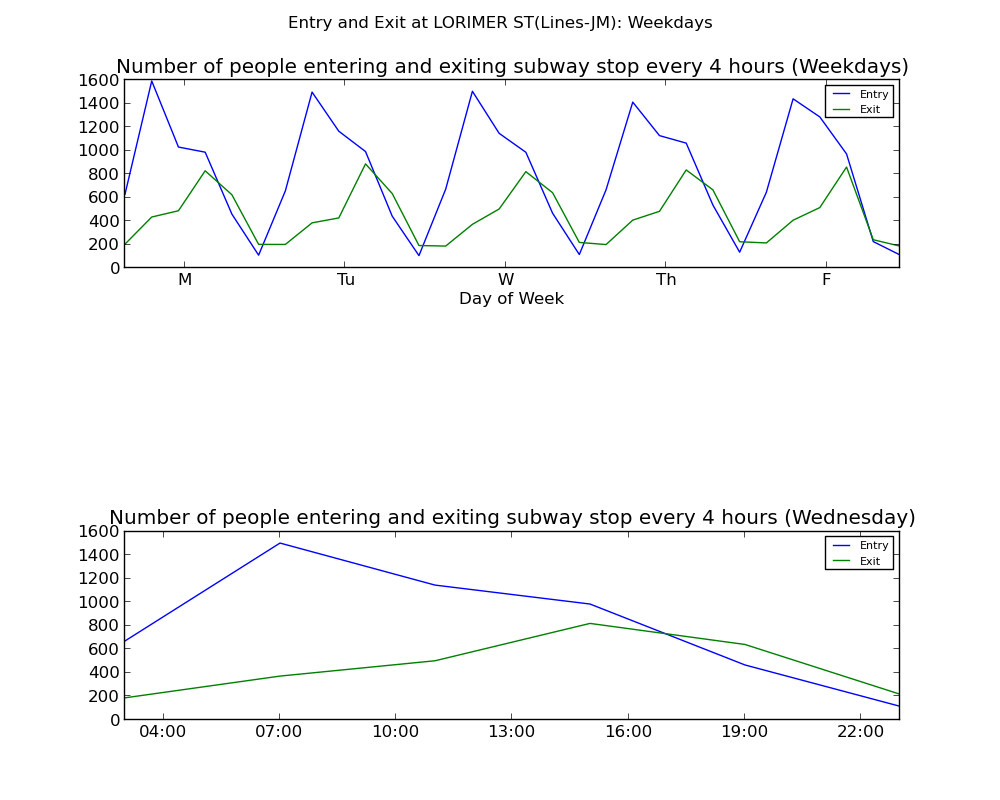 Entry and Exit at LORIMER ST(Lines-JM): Weekdays
Number of people entering and exiting subway stop every 4 hours (Weekdays)
1600
1400
1200
1000
800
600
400
200
0
Entry
Exit
M Tu W Th F
Day of Week
Number of people entering and exiting subway stop every 4 hours (Wednesday)
1600
1400
1200
1000
800
600
400
200
0
Entry
Exit
04:00 07:00 10:00 13:00 16:00 19:00 22:00